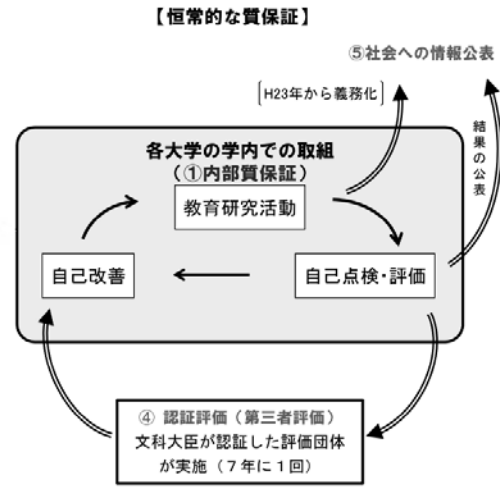 【恒常的な質保証】
⑤社会への情報公表
〔H23年から義務化〕
結果の公表
各大学の学内での取組
（①内部質保証）
教育研究活動
自己改善
自己点検･評価
④ 認証評価（第三者評価）
文科大臣が認証した評価団体
が実施（７年に１回）